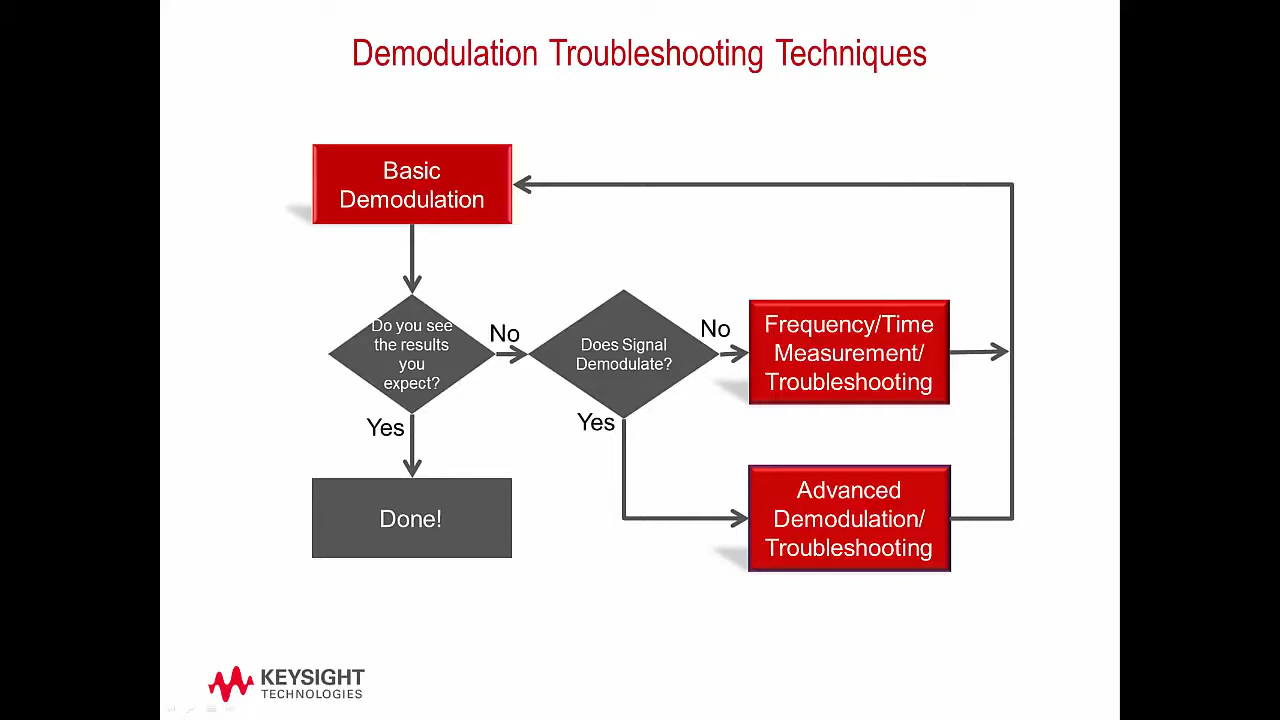 Demodulation Troubleshooting Techniques
Basic
Demodulation
Do you see
the results
you
expect?
No
Does Signal
Demodulate?
No
Frequency/Time
Measurement/
Troubleshooting
Yes
Yes
Done!
Advanced
Demodulation/
Troubleshooting
KEYSIGHT
TECHNOLOGIES